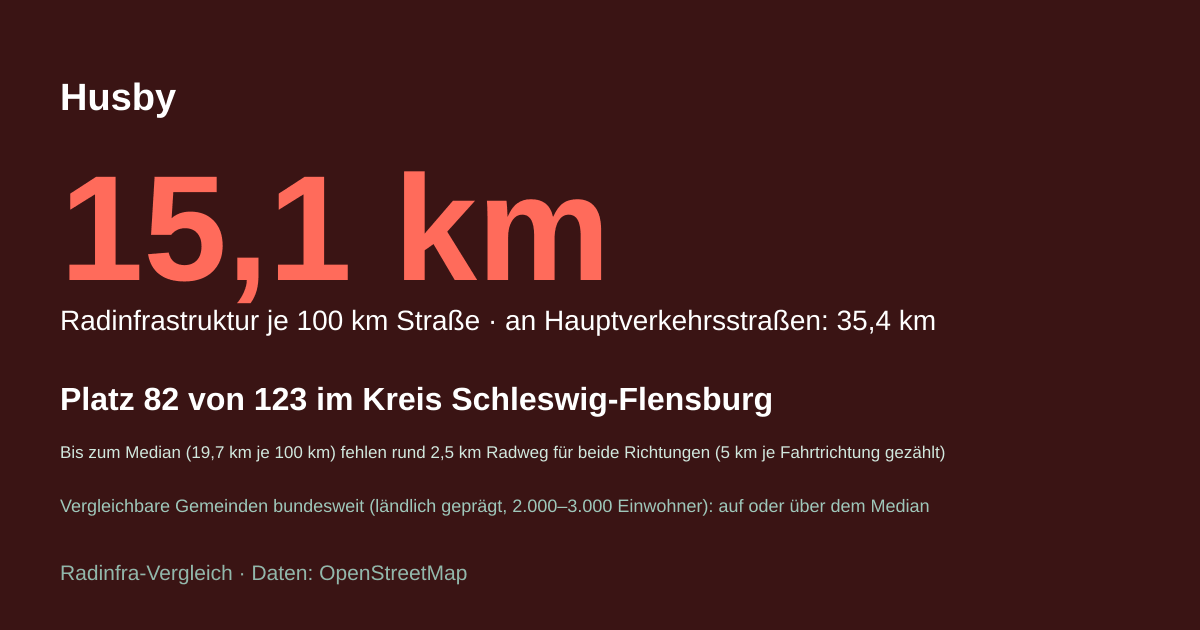 Husby
15,1 km
Radinfrastruktur je 100 km Straße · an Hauptverkehrsstraßen: 35,4 km
Platz 82 von 123 im Kreis Schleswig-Flensburg
Bis zum Median (19,7 km je 100 km) fehlen rund 2,5 km Radweg für beide Richtungen (5 km je Fahrtrichtung gezählt)
Vergleichbare Gemeinden bundesweit (ländlich geprägt, 2.000–3.000 Einwohner): auf oder über dem Median
Radinfra-Vergleich · Daten: OpenStreetMap